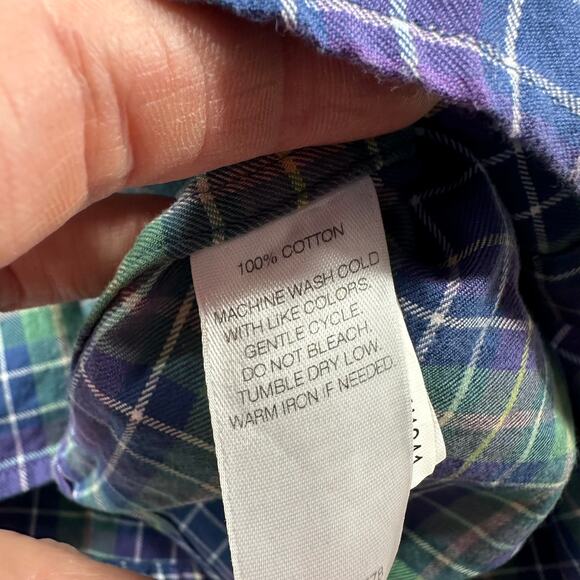 100% COTTON
MACHINE WASH COLD
WITH LIKE COLORS.
GENTLE CYCLE.
DO NOT BLEACH.
TUMBLE DRY LOW.
WARM IRON IF NEEDED.